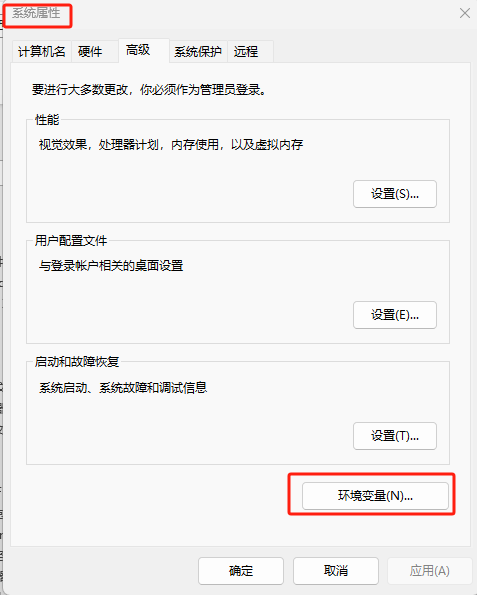 系统属性
计算机名 硬件 高级 系统保护 远程
要进行大多数更改，你必须作为管理员登录。
性能
视觉效果，处理器计划，内存使用，以及虚拟内存
设置(S)...
用户配置文件
与登录帐户相关的桌面设置
设置(E)...
启动和故障恢复
系统启动、系统故障和调试信息
设置(T)...
环境变量(N)...
确定 取消 应用(A)